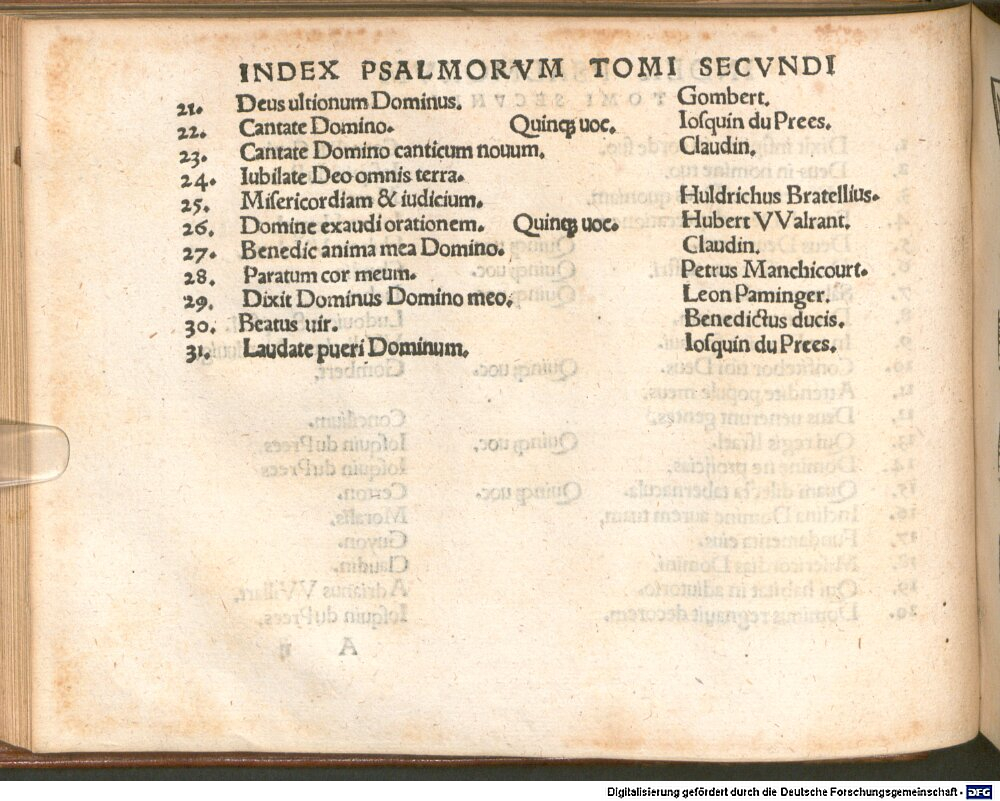 INDEX PSALMORVM TOMI SECVNDI
21. Deus ultionum Dominus. Gombert.
22. Cantate Domino. Quinq; uoc. Iosquin du Prees.
23. Cantate Domino canticum nouum. Claudin.
24. Iubilate Deo omnis terra.
25. Misericordiam & iudicium. Huldrichus Bratellius.
26. Domine exaudi orationem. Quinq; uoc. Hubert VValrant.
27. Benedic anima mea Domino. Claudin.
28. Paratum cor meum. Petrus Manchicourt.
29. Dixit Dominus Domino meo. Leon Paminger.
30. Beatus uir. Benedictus ducis.
31. Laudate pueri Dominum. Iosquin du Prees.
Digitalisierung gefördert durch die Deutsche Forschungsgemeinschaft - DFG